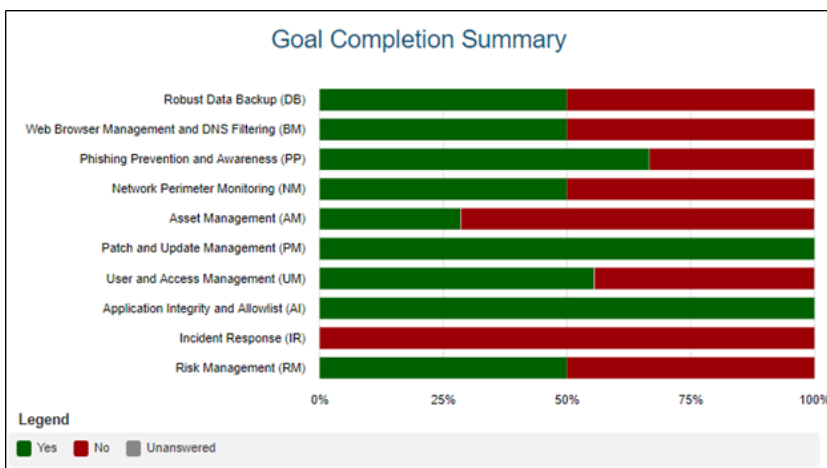 Goal Completion Summary
Robust Data Backup (DB)
Web Browser Management and DNS Filtering (BM)
Phishing Prevention and Awareness (PP)
Network Perimeter Monitoring (NM)
Asset Management (AM)
Patch and Update Management (PM)
User and Access Management (UM)
Application Integrity and Allowlist (AI)
Incident Response (IR)
Risk Management (RM)
0% 25% 50% 75% 100%
Legend
Yes No Unanswered